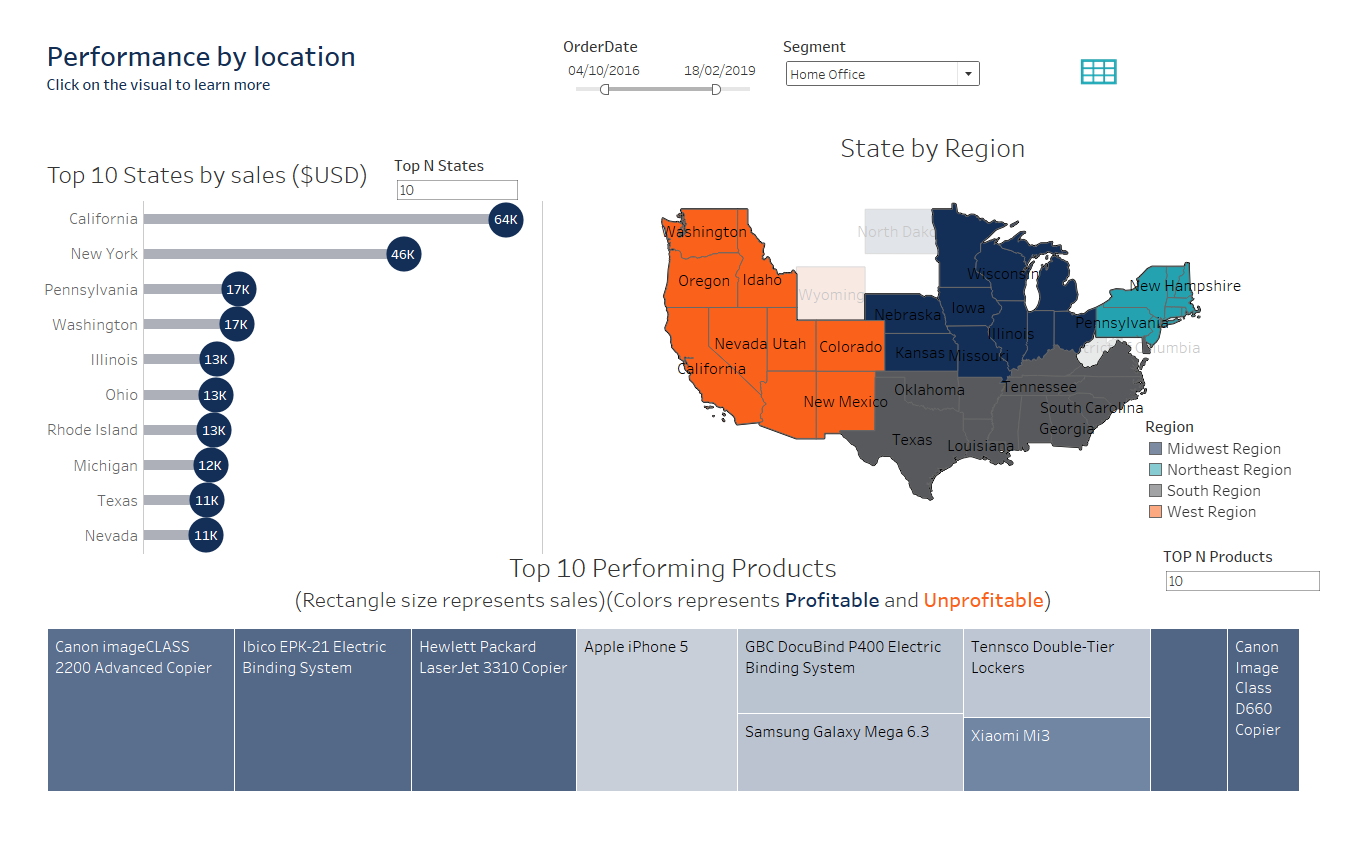 Performance by location
Click on the visual to learn more
OrderDate
04/10/2016 18/02/2019
Segment
Home Office
Top 10 States by sales ($USD)
Top N States
10
California 64K
New York 46K
Pennsylvania 17K
Washington 17K
Illinois 13K
Ohio 13K
Rhode Island 13K
Michigan 12K
Texas 11K
Nevada 11K
State by Region
Washington
North Dako
Oregon
Idaho
Wyoming
Wisconsin
New Hampshire
Nebraska
Iowa
Illinois
Pennsylvania
Nevada
Utah
Colorado
Kansas
Missouri
Columbia
California
New Mexico
Oklahoma
Tennessee
South Carolina
Texas
Louisiana
Georgia
Region
Midwest Region
Northeast Region
South Region
West Region
Top 10 Performing Products
(Rectangle size represents sales)(Colors represents Profitable and Unprofitable)
TOP N Products
10
Canon imageCLASS
2200 Advanced Copier
Ibico EPK-21 Electric
Binding System
Hewlett Packard
LaserJet 3310 Copier
Apple iPhone 5
GBC DocuBind P400 Electric
Binding System
Samsung Galaxy Mega 6.3
Tennsco Double-Tier
Lockers
Xiaomi Mi3
Canon
Image
Class
D660
Copier